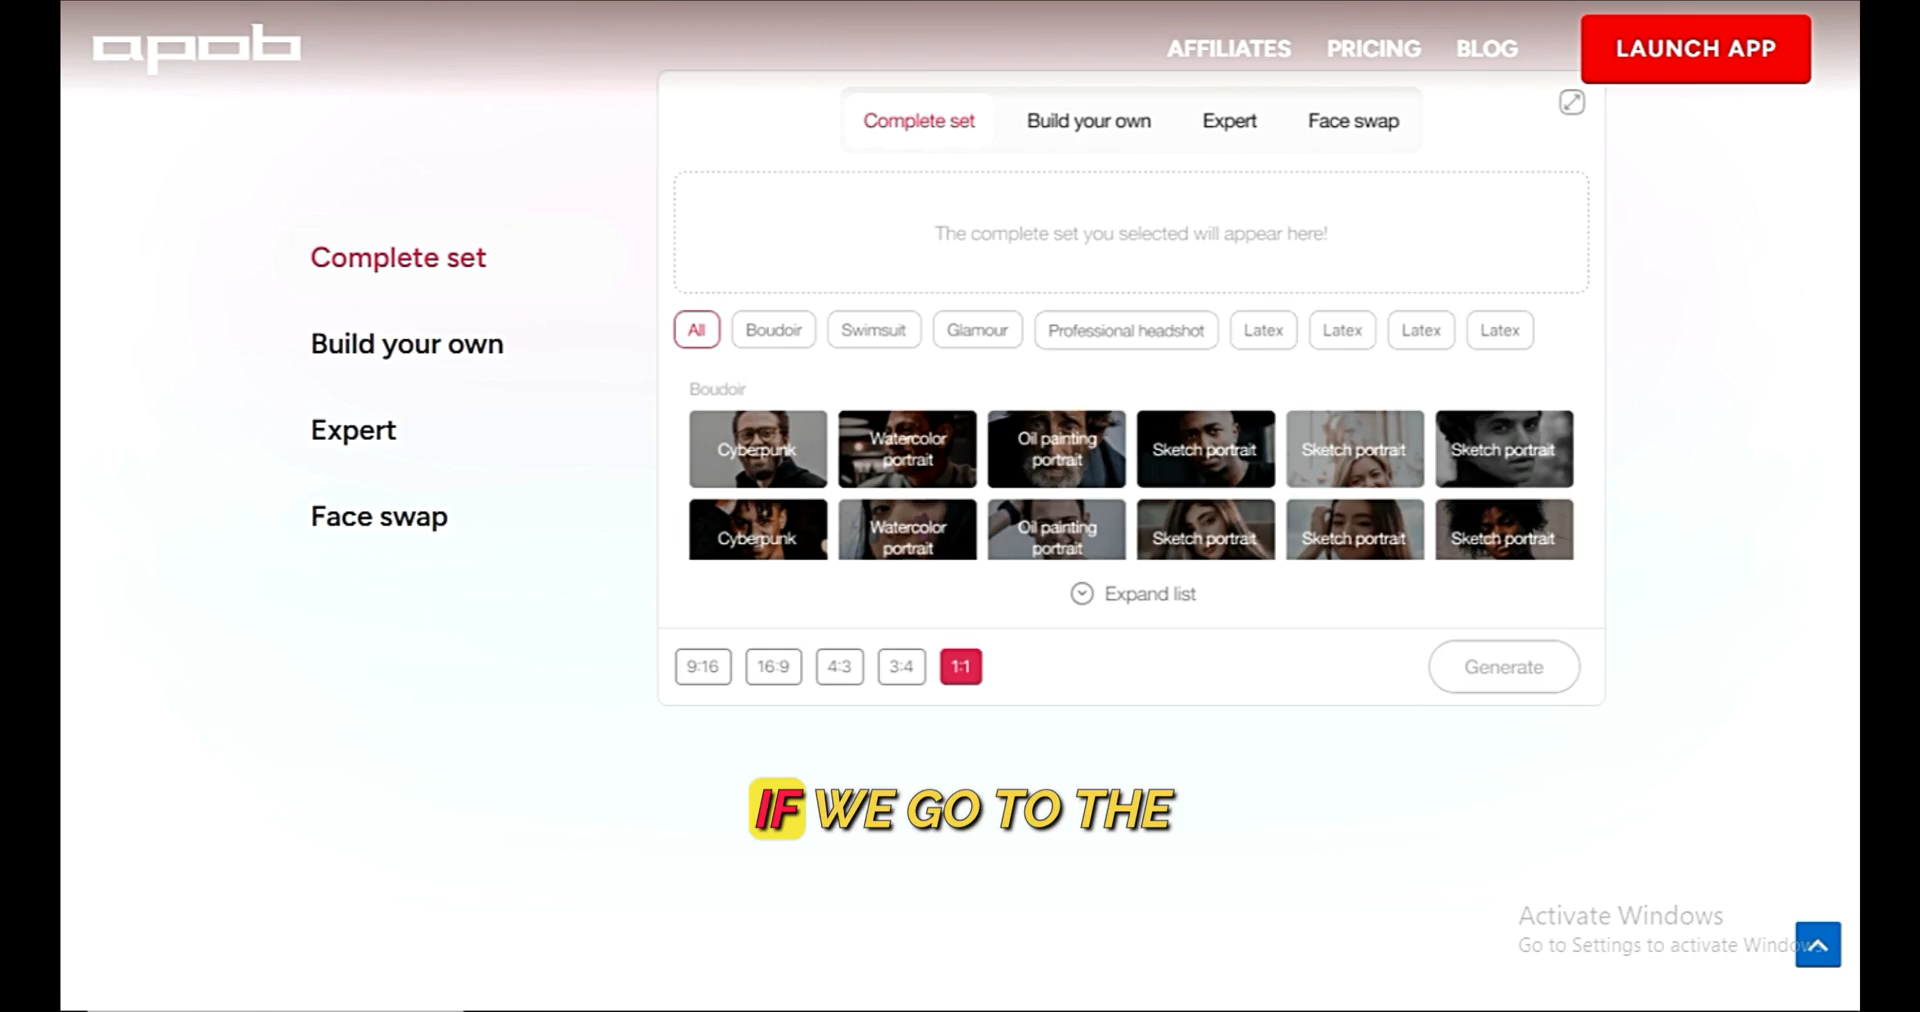 apob
AFFILIATES PRICING BLOG LAUNCH APP
Complete set Build your own Expert Face swap
The complete set you selected will appear here!
Complete set
Build your own
Expert
Face swap
All Boudoir Swimsuit Glamour Professional headshot Latex Latex Latex Latex
Boudoir
Cyberpunk Watercolor portrait Oil painting portrait Sketch portrait Sketch portrait Sketch portrait
Cyberpunk Watercolor portrait Oil painting portrait Sketch portrait Sketch portrait Sketch portrait
Expand list
9:16 16:9 4:3 3:4 1:1 Generate
IF WE GO TO THE
Activate Windows
Go to Settings to activate Windows